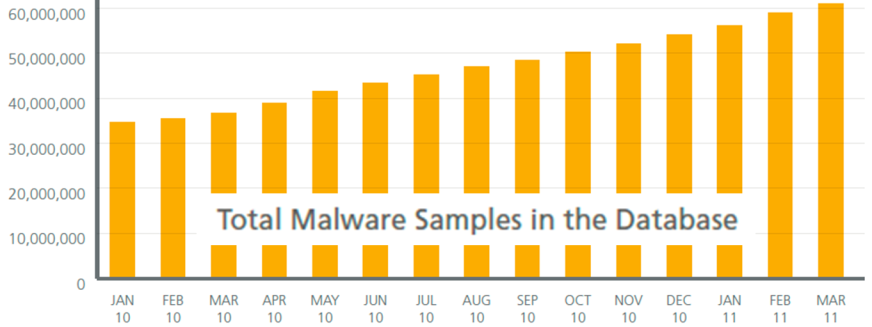 60,000,000
50,000,000
40,000,000
30,000,000
20,000,000
Total Malware Samples in the Database
10,000,000
0
JAN FEB MAR APR MAY JUN JUL AUG SEP OCT NOV DEC JAN FEB MAR
10 10 10 10 10 10 10 10 10 10 10 10 11 11 11